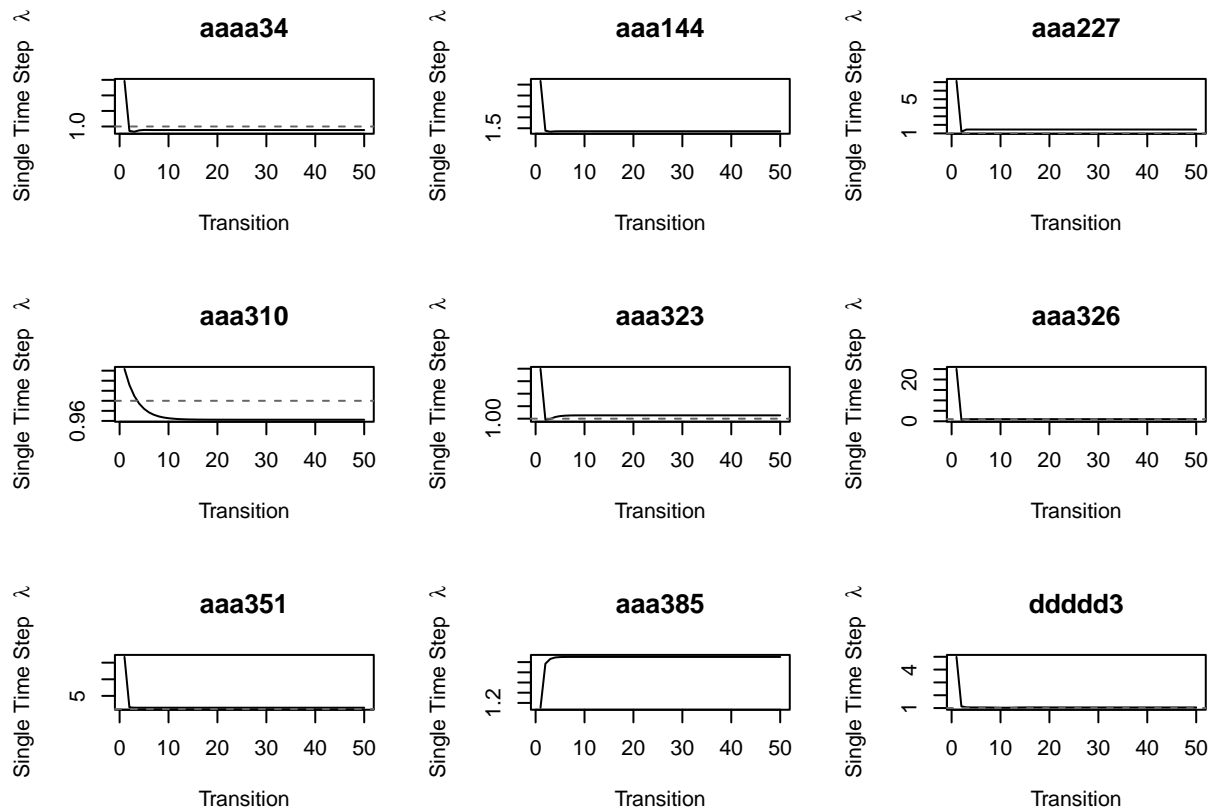 aaaa34
Single Time Step λ
1.0
0 10 20 30 40 50
Transition
aaa144
Single Time Step λ
1.5
0 10 20 30 40 50
Transition
aaa227
Single Time Step λ
1 5
0 10 20 30 40 50
Transition
aaa310
Single Time Step λ
0.96
0 10 20 30 40 50
Transition
aaa323
Single Time Step λ
1.00
0 10 20 30 40 50
Transition
aaa326
Single Time Step λ
0 20
0 10 20 30 40 50
Transition
aaa351
Single Time Step λ
5
0 10 20 30 40 50
Transition
aaa385
Single Time Step λ
1.2
0 10 20 30 40 50
Transition
ddddd3
Single Time Step λ
1 4
0 10 20 30 40 50
Transition